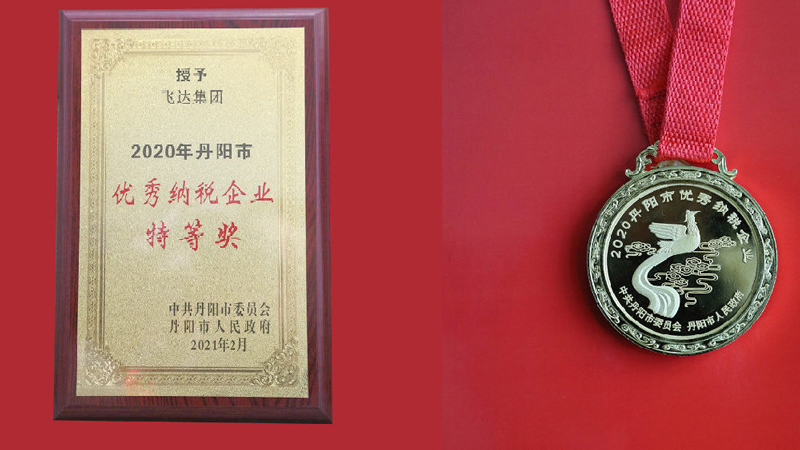 授予
飞达集团
2020年丹阳市
优秀纳税企业
特等奖
中共丹阳市委员会
丹阳市人民政府
2021年2月
2020丹阳市优秀纳税企业
中共丹阳市委员会 丹阳市人民政府